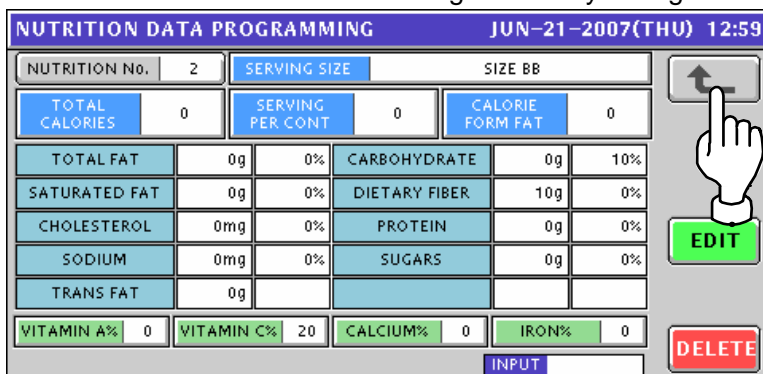 NUTRITION DATA PROGRAMMING JUN-21-2007(THU) 12:59
NUTRITION No. 2 SERVING SIZE SIZE BB
TOTAL CALORIES 0 SERVING PER CONT 0 CALORIE FORM FAT 0
TOTAL FAT 0g 0% CARBOHYDRATE 0g 10%
SATURATED FAT 0g 0% DIETARY FIBER 10g 0%
CHOLESTEROL 0mg 0% PROTEIN 0g 0%
EDIT
SODIUM 0mg 0% SUGARS 0g 0%
TRANS FAT 0g
VITAMIN A% 0 VITAMIN C% 20 CALCIUM% 0 IRON% 0
DELETE
INPUT